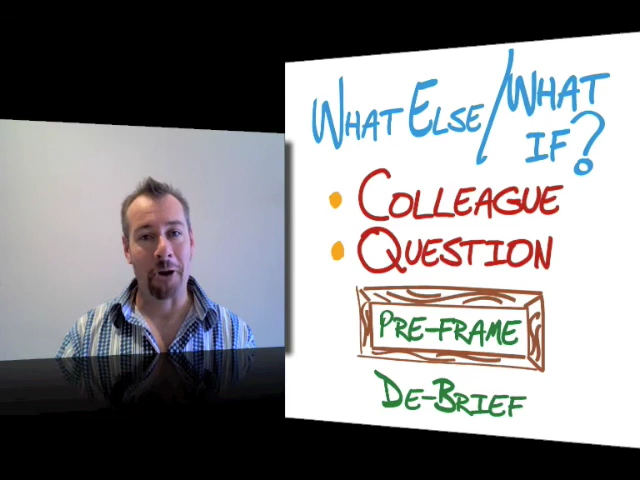 What Else/What
if?
• Colleague
• Question
Pre-frame
De-Brief